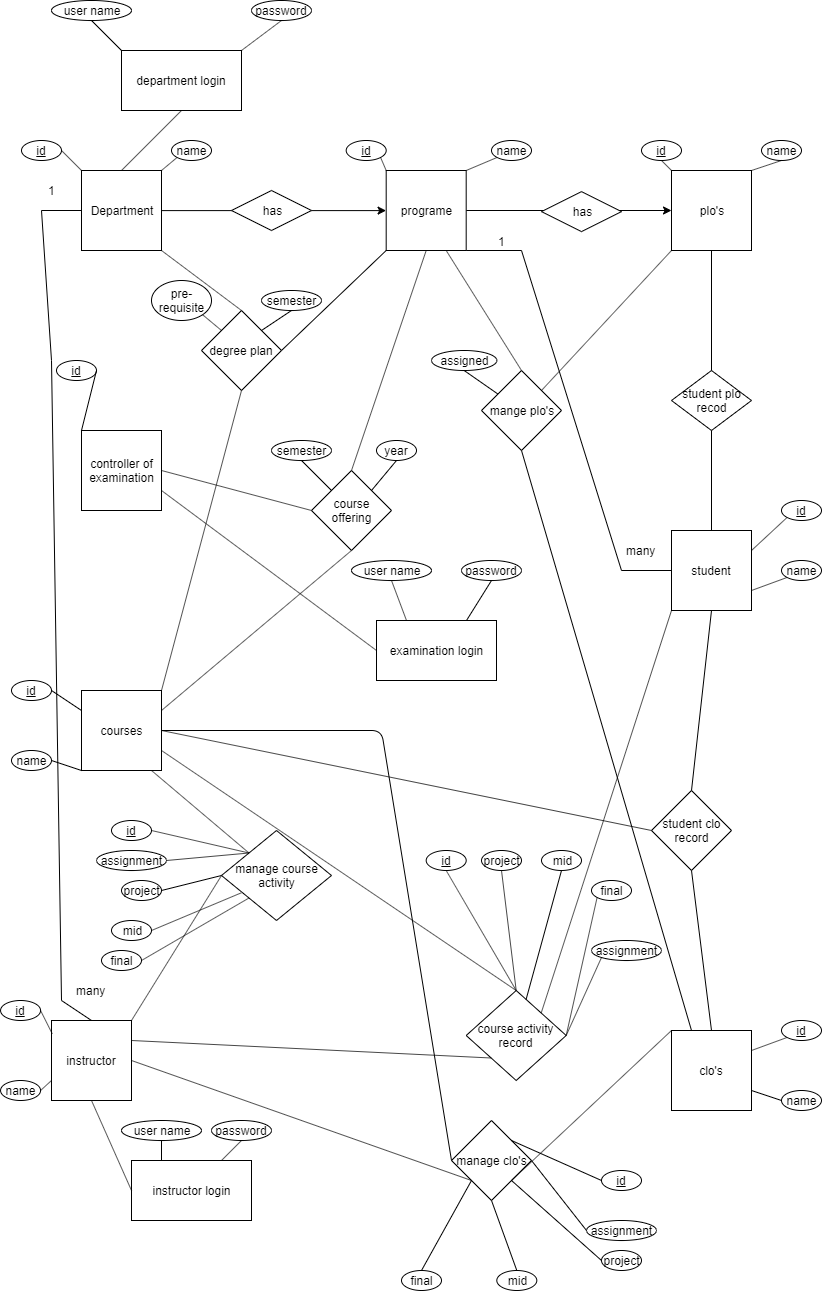 user name
password
department login
id
name
id
name
id
name
1
Department
has
programe
has
plo's
1
pre-
requisite
semester
degree plan
id
assigned
mange plo's
student plo
recod
controller of
examination
semester
year
course
offering
id
many
student
name
user name
password
examination login
id
courses
name
student clo
record
id
assignment
manage course
activity
project
mid
final
id
project
mid
final
assignment
many
id
instructor
name
course activity
record
id
clo's
name
user name
password
instructor login
manage clo's
id
assignment
project
final
mid